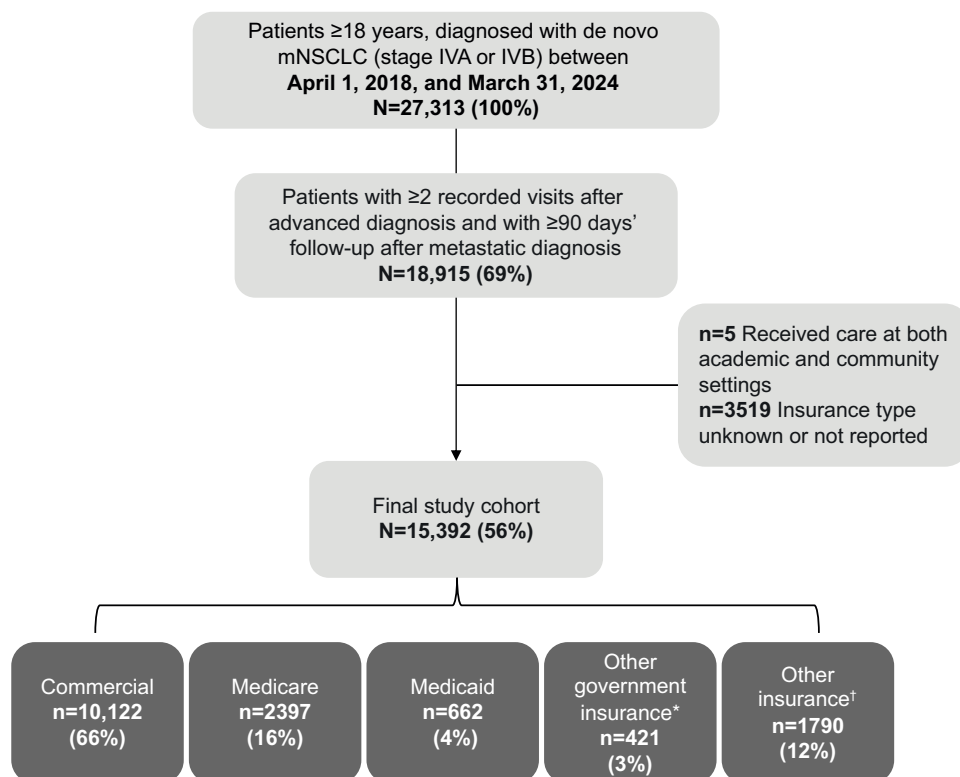 Patients ≥18 years, diagnosed with de novo
mNSCLC (stage IVA or IVB) between
April 1, 2018, and March 31, 2024
N=27,313 (100%)
Patients with ≥2 recorded visits after
advanced diagnosis and with ≥90 days’
follow-up after metastatic diagnosis
N=18,915 (69%)
n=5 Received care at both
academic and community
settings
n=3519 Insurance type
unknown or not reported
Final study cohort
N=15,392 (56%)
Commercial
n=10,122
(66%)
Medicare
n=2397
(16%)
Medicaid
n=662
(4%)
Other
government
insurance*
n=421
(3%)
Other
insurance†
n=1790
(12%)